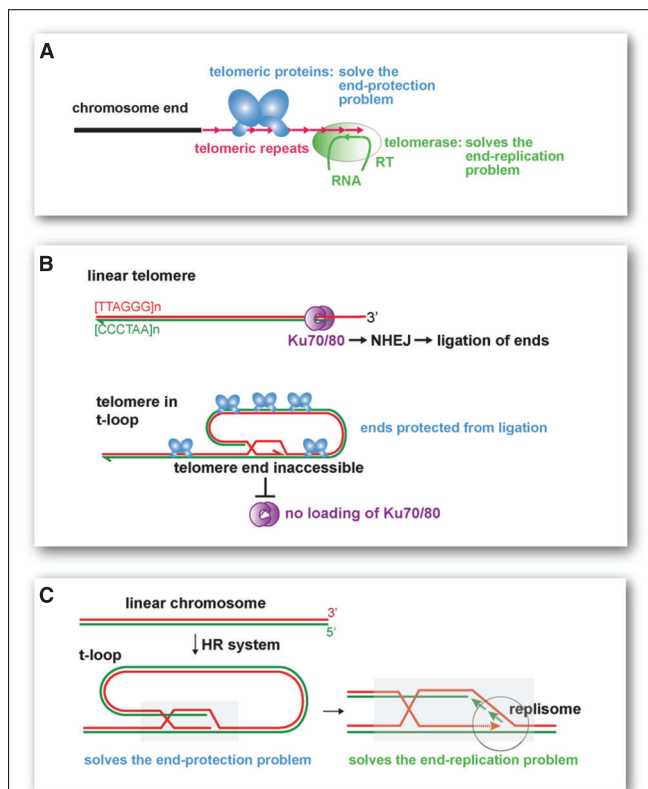 A
telomeric proteins: solve the
end-protection
problem
chromosome end
telomeric repeats
telomerase: solves the
end-replication
problem
RT
RNA
B
linear telomere
[TTAGGG]n
[CCCTAA]n
3’
Ku70/80 → NHEJ → ligation of ends
telomere in
t-loop
ends protected from ligation
telomere end inaccessible
no loading of Ku70/80
C
linear chromosome
3’
5’
HR system
t-loop
replisome
solves the end-protection problem
solves the end-replication problem